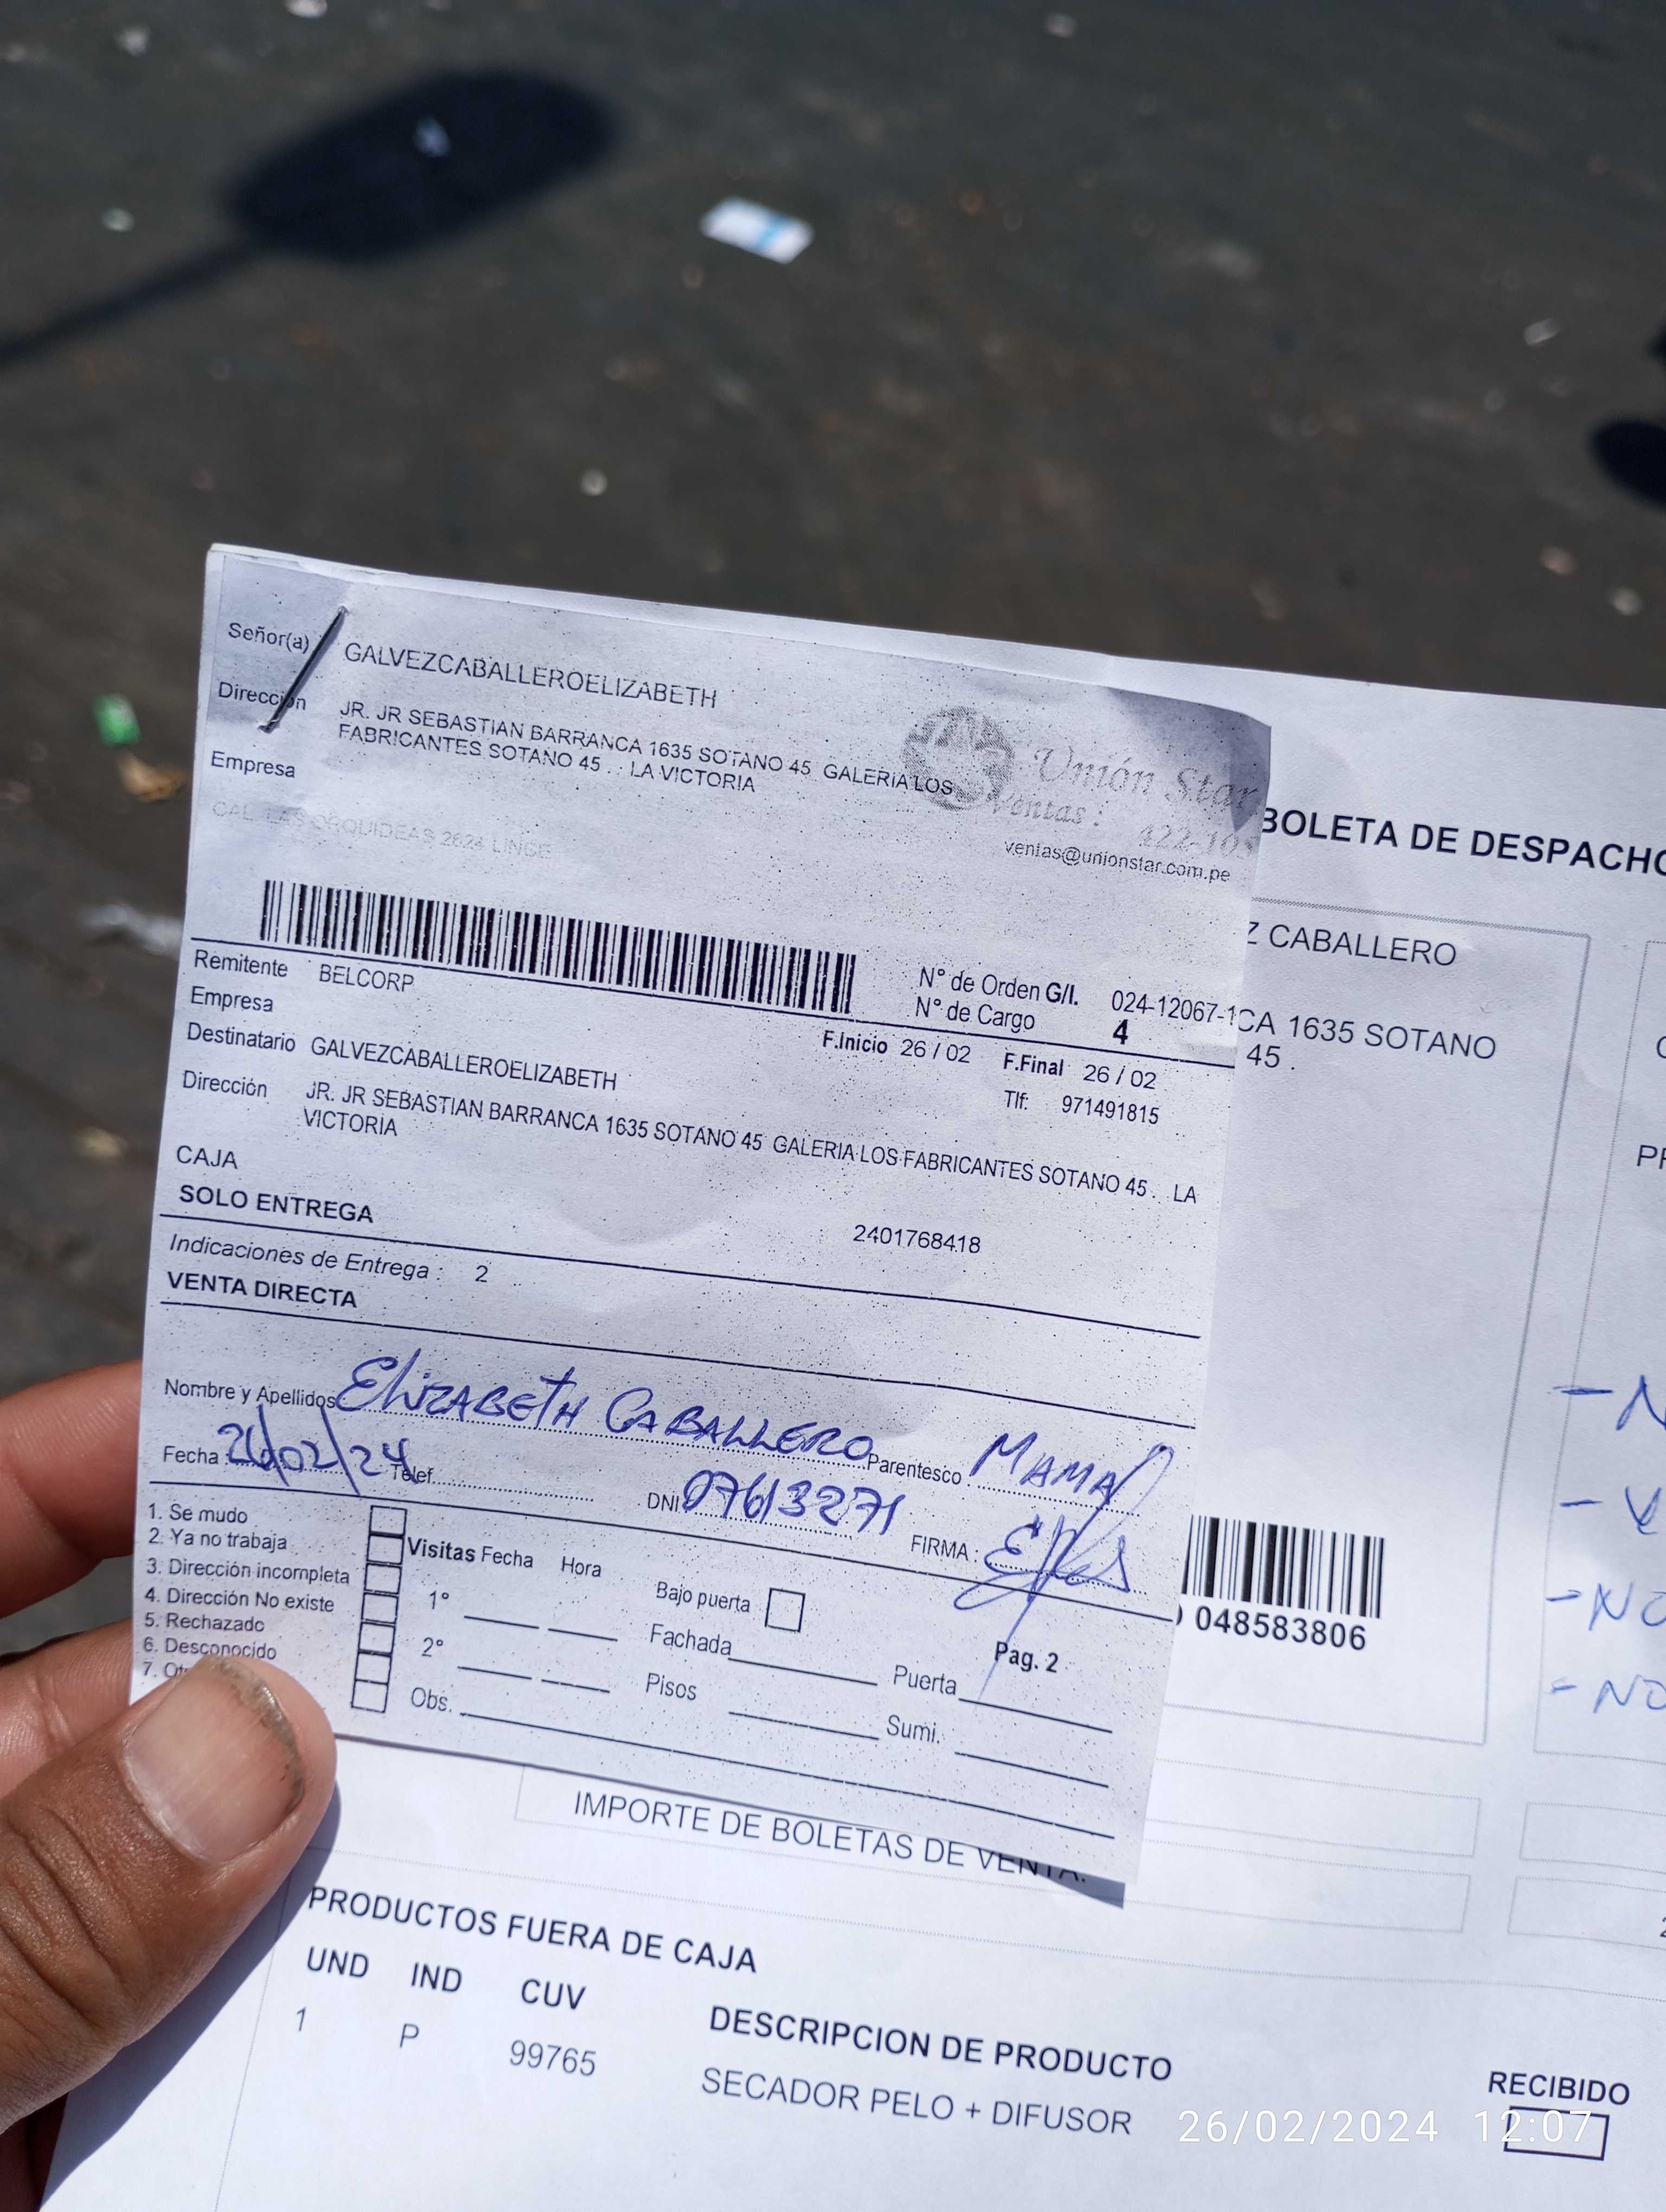 Señor(a) GALVEZCABALLEROELIZABETH
Dirección JR. JR SEBASTIAN BARRANCA 1635 SOTANO 45 GALERIA LOS
FABRICANTES SOTANO 45 . . LA VICTORIA
Empresa
CAL. LAS ORQUIDEAS 2624 LINCE
Unión Star
Ventas :
ventas@unionstar.com.pe
BOLETA DE DESPACHO
Z CABALLERO
CA 1635 SOTANO
45 .
Remitente BELCORP
Empresa
N° de Orden G/I. 024-12067-1
N° de Cargo 4
Destinatario GALVEZCABALLEROELIZABETH
F.Inicio 26 / 02 F.Final 26 / 02
Tlf: 971491815
Dirección JR. JR SEBASTIAN BARRANCA 1635 SOTANO 45 GALERIA LOS FABRICANTES SOTANO 45 . LA
VICTORIA
CAJA
SOLO ENTREGA 2401768418
Indicaciones de Entrega : 2
VENTA DIRECTA
Nombre y Apellidos Elizabeth Caballero Parentesco Mama
Fecha : 26/02/24 Telef. DNI 07613271 FIRMA :
1. Se mudo
2. Ya no trabaja
3. Dirección incompleta
4. Dirección No existe
5. Rechazado
6. Desconocido
7.
Visitas Fecha Hora
1°
2°
Obs.
Bajo puerta
Fachada
Pisos
Puerta
Sumi.
Pag. 2
048583806
- NO
- NO
IMPORTE DE BOLETAS DE VENTA:
PRODUCTOS FUERA DE CAJA
UND IND CUV DESCRIPCION DE PRODUCTO RECIBIDO
1 P 99765 SECADOR PELO + DIFUSOR
26/02/2024 12:07